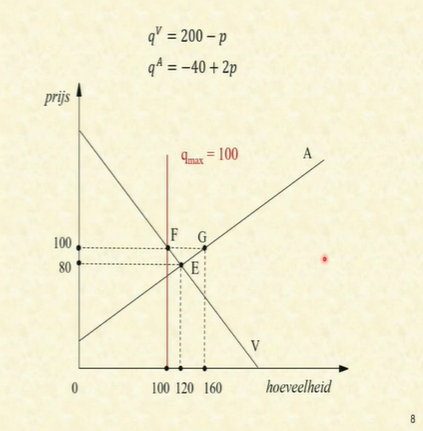 q^V = 200 − p
q^A = −40 + 2p
prijs
q_max = 100
A
100
F
G
80
E
V
0
100
120
160
hoeveelheid
8